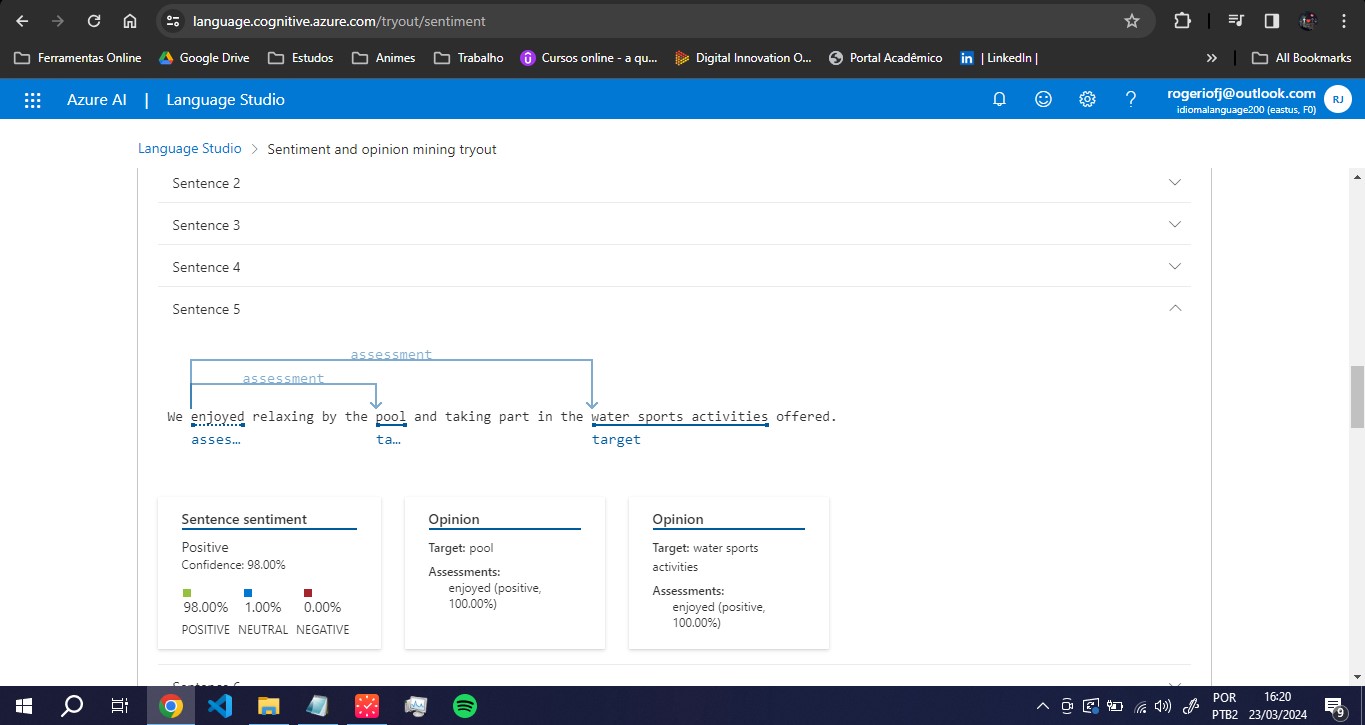 language.cognitive.azure.com/tryout/sentiment
Ferramentas Online Google Drive Estudos Animes Trabalho Cursos online - a qu... Digital Innovation O... Portal Acadêmico | LinkedIn | » All Bookmarks
Azure AI | Language Studio
rogeriofj@outlook.com
idiomalanguage200 (eastus, F0)
RJ
Language Studio > Sentiment and opinion mining tryout
Sentence 2
Sentence 3
Sentence 4
Sentence 5
assessment
assessment
We enjoyed relaxing by the pool and taking part in the water sports activities offered.
asses… ta… target
Sentence sentiment
Positive
Confidence: 98.00%
98.00% 1.00% 0.00%
POSITIVE NEUTRAL NEGATIVE
Opinion
Target: pool
Assessments:
enjoyed (positive,
100.00%)
Opinion
Target: water sports
activities
Assessments:
enjoyed (positive,
100.00%)
Sentence 6
POR
PTB2
16:20
23/03/2024
9